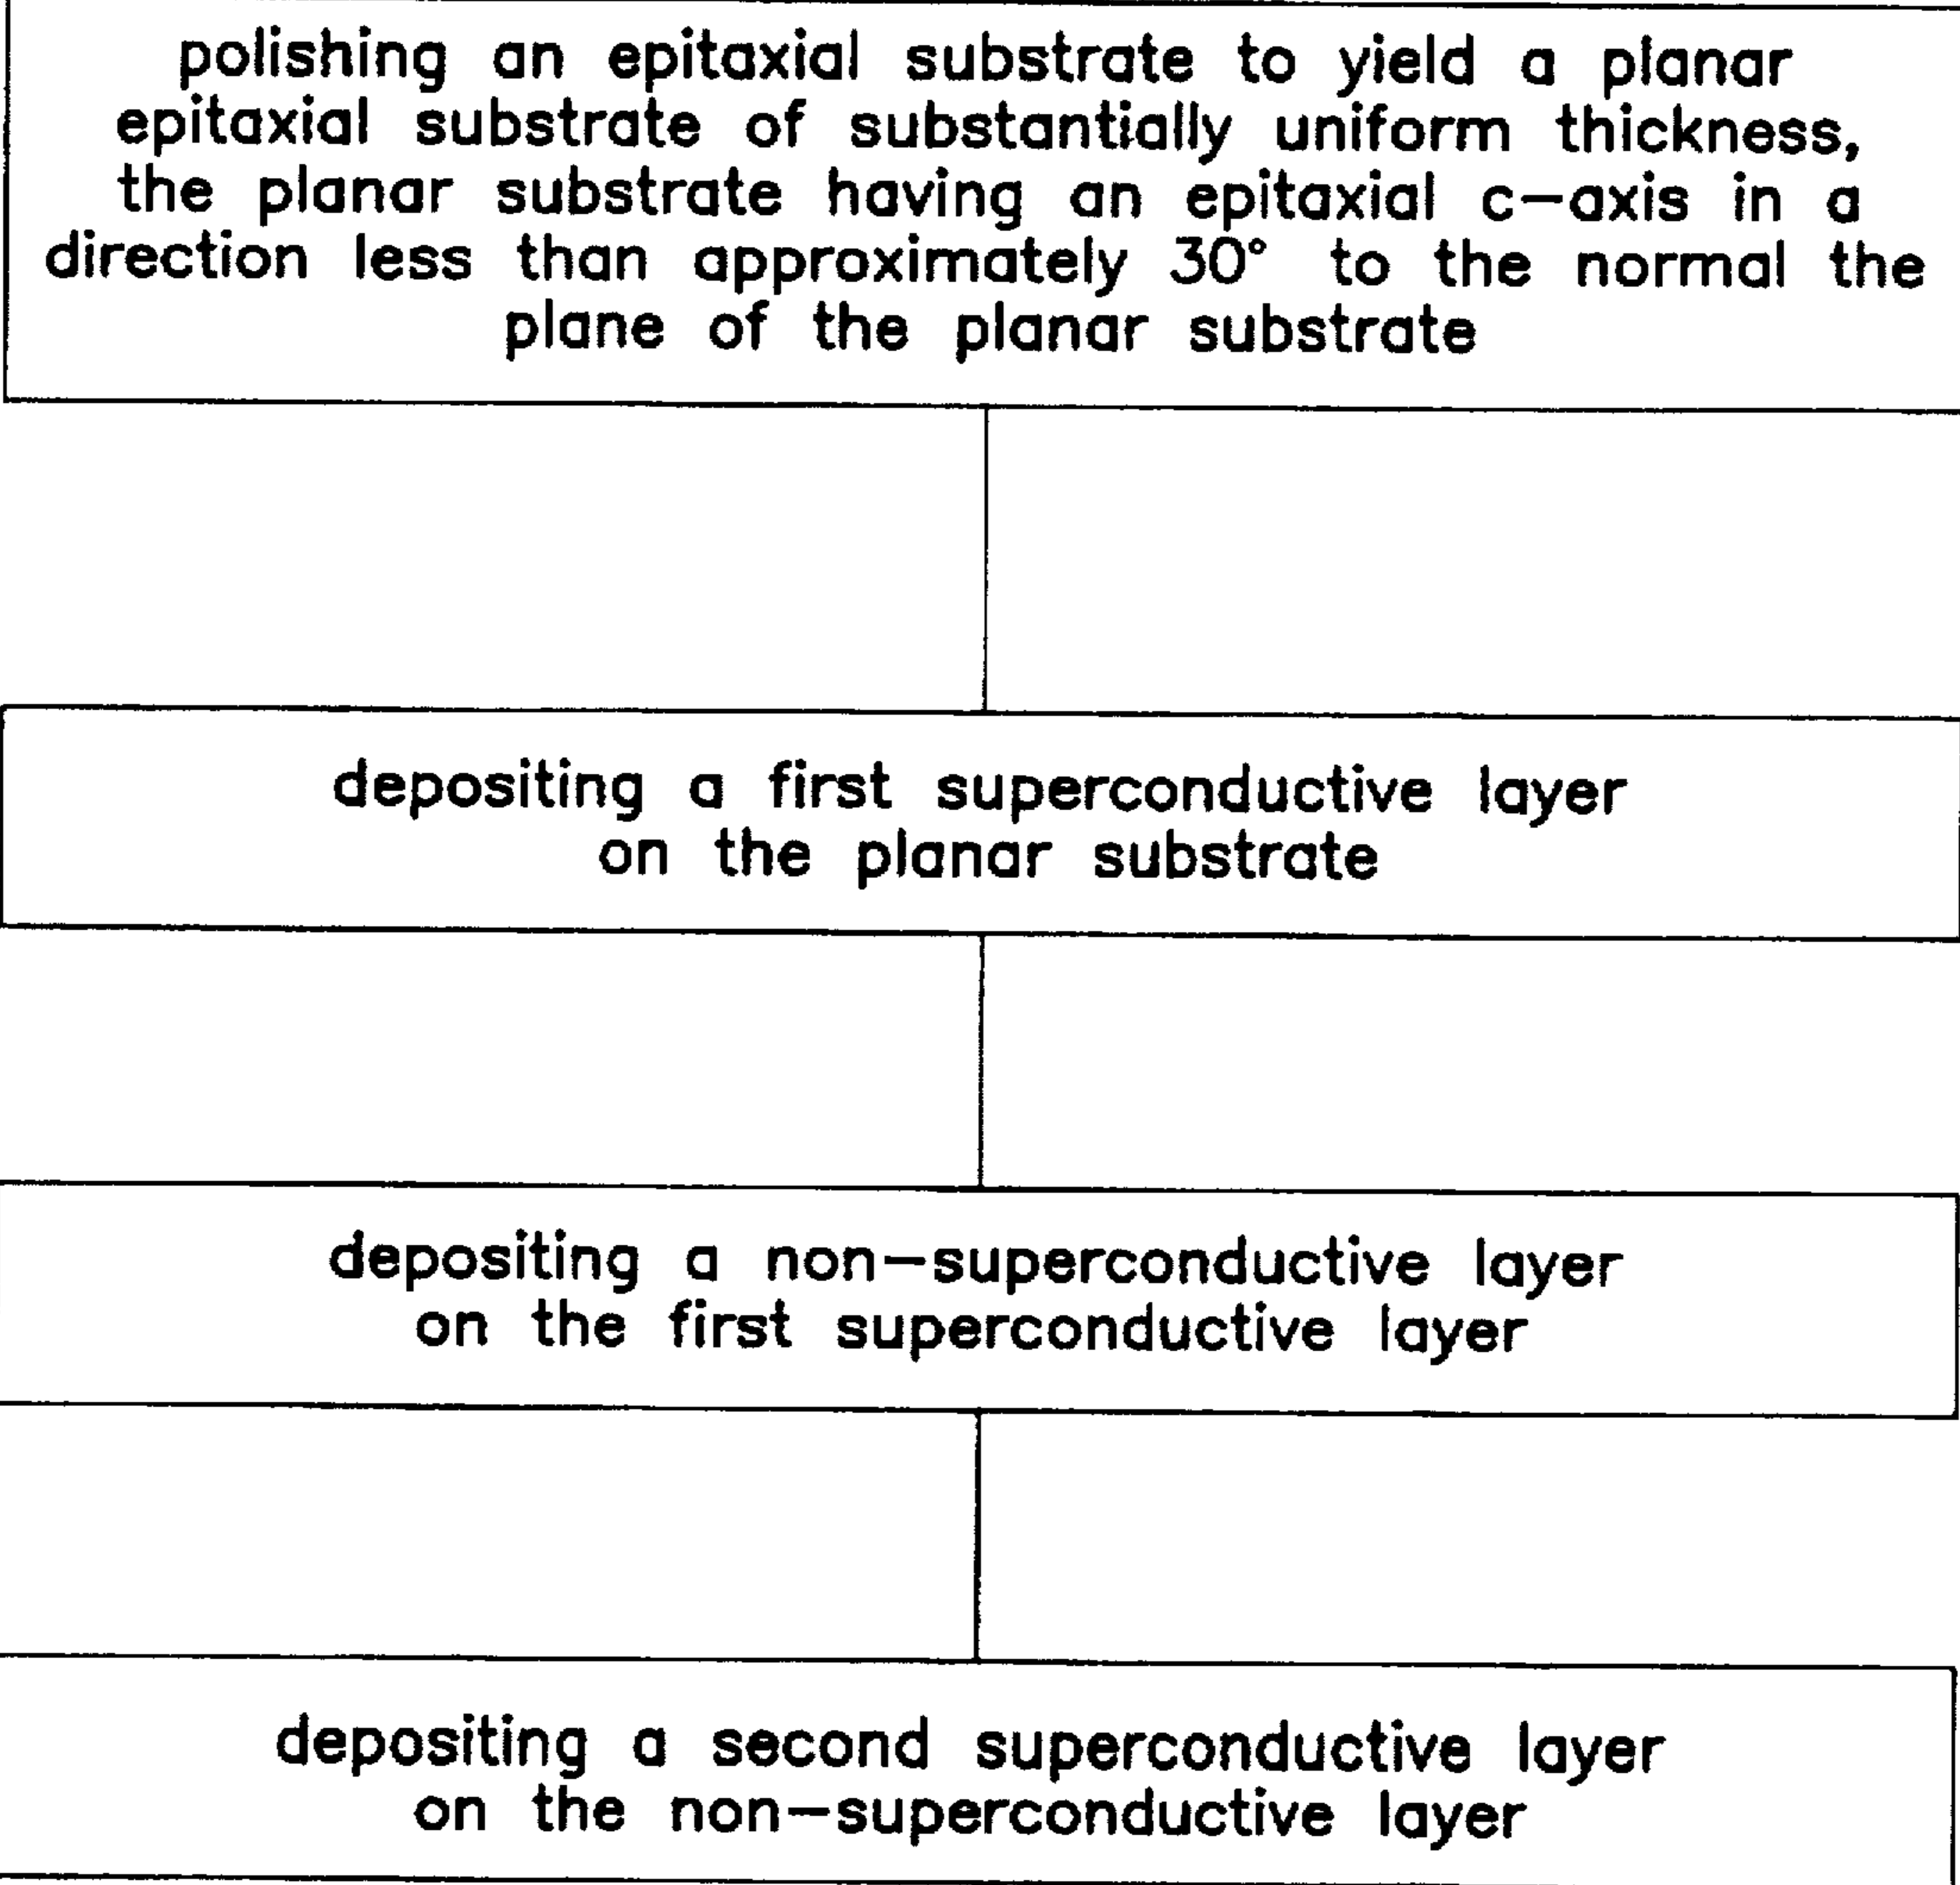 polishing an epitaxial substrate to yield a planar
epitaxial substrate of substantially uniform thickness,
the planar substrate having an epitaxial c-axis in a
direction less than approximately 30° to the normal the
plane of the planar substrate
depositing a first superconductive layer
on the planar substrate
depositing a non-superconductive layer
on the first superconductive layer
depositing a second superconductive layer
on the non-superconductive layer